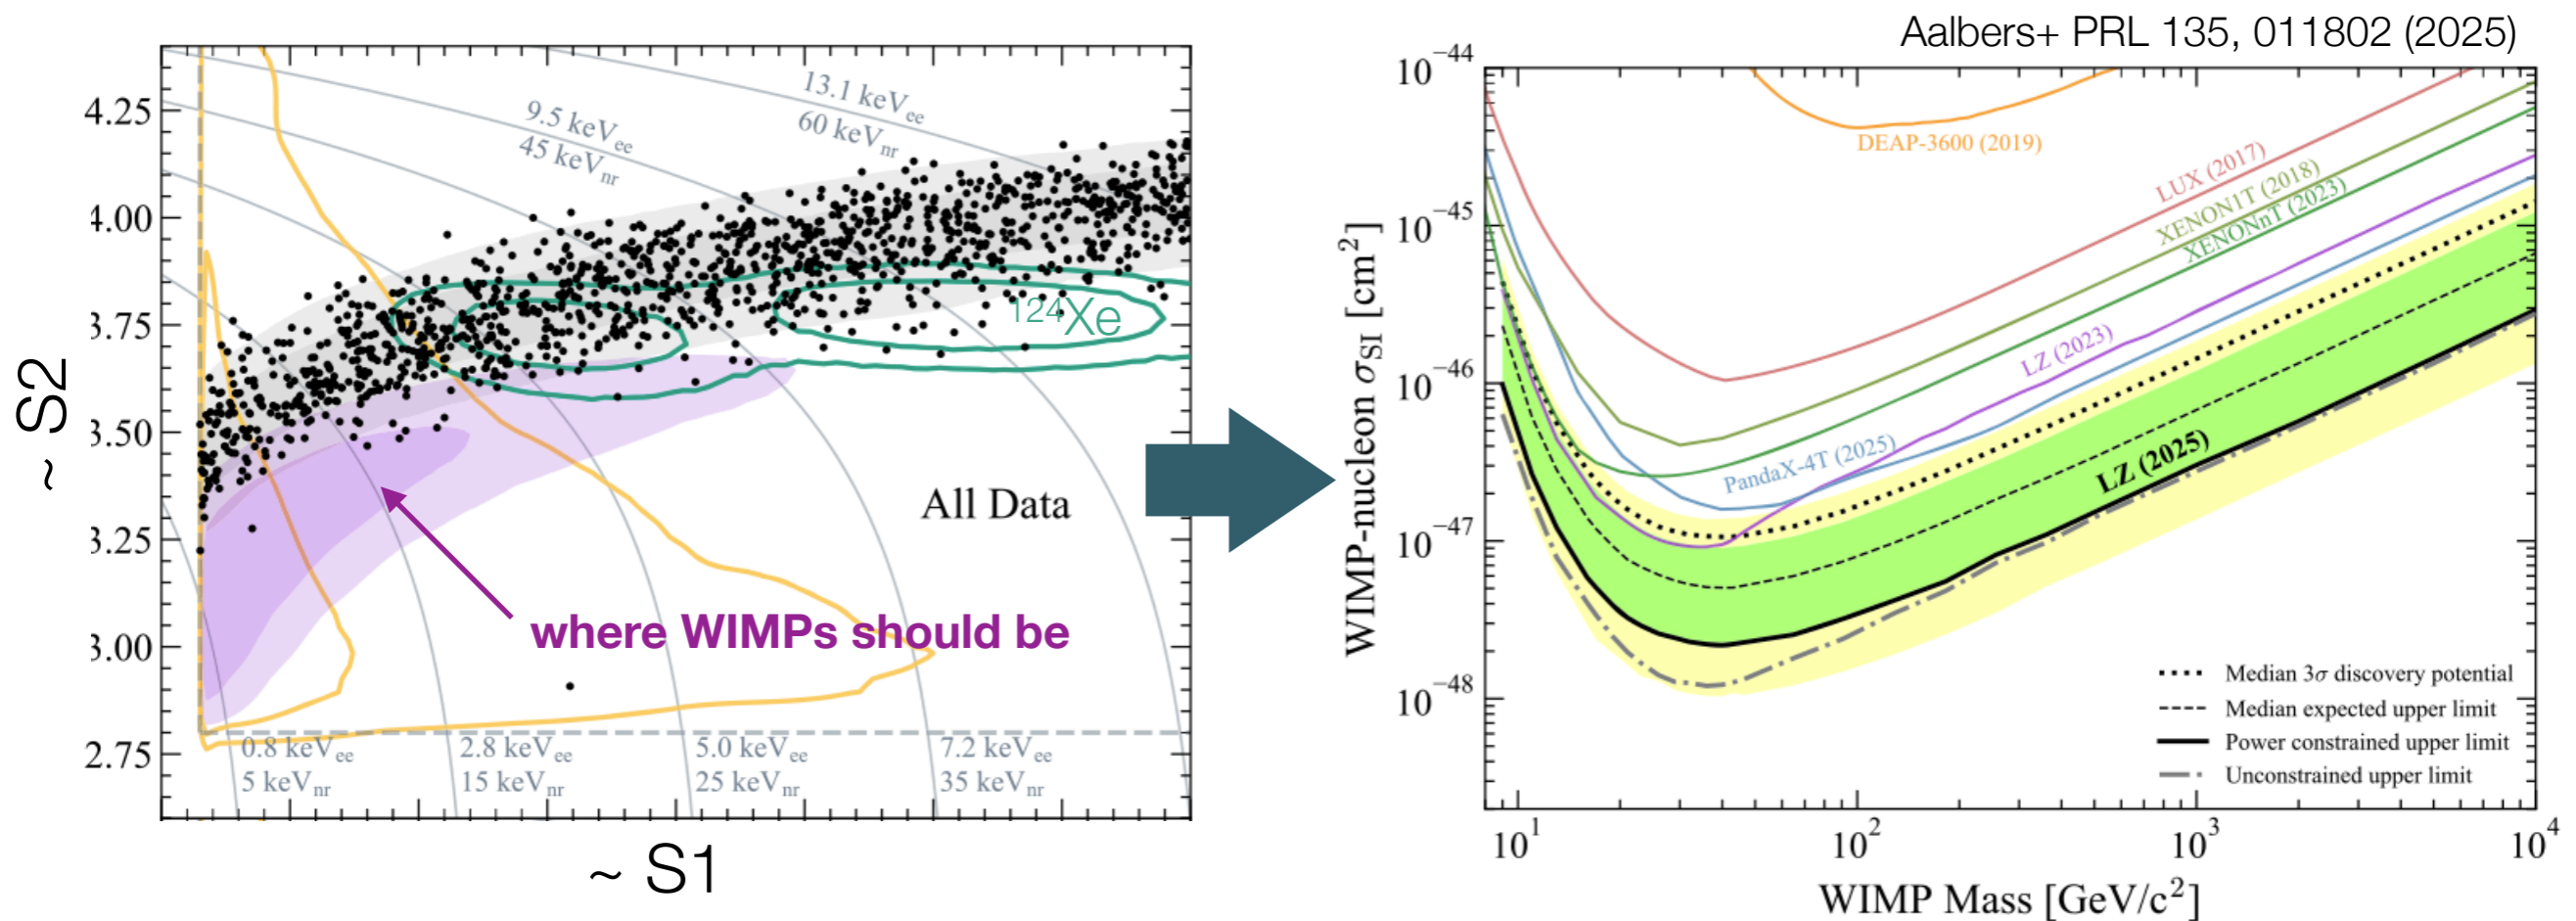 Aalbers+ PRL 135, 011802 (2025)
~ S2
4.25
4.00
3.75
3.50
3.25
3.00
2.75
13.1 keVee
60 keVnr
9.5 keVee
45 keVnr
124Xe
All Data
where WIMPs should be
0.8 keVee
5 keVnr
2.8 keVee
15 keVnr
5.0 keVee
25 keVnr
7.2 keVee
35 keVnr
~ S1
WIMP-nucleon σSI [cm²]
10⁻⁴⁴
10⁻⁴⁵
10⁻⁴⁶
10⁻⁴⁷
10⁻⁴⁸
DEAP-3600 (2019)
LUX (2017)
XENON1T (2018)
XENONnT (2023)
LZ (2023)
PandaX-4T (2025)
LZ (2025)
Median 3σ discovery potential
Median expected upper limit
Power constrained upper limit
Unconstrained upper limit
10¹
10²
10³
10⁴
WIMP Mass [GeV/c²]